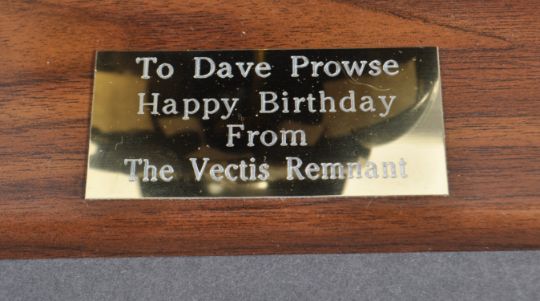 To Dave Prowse
Happy Birthday
From
The Vectis Remnant